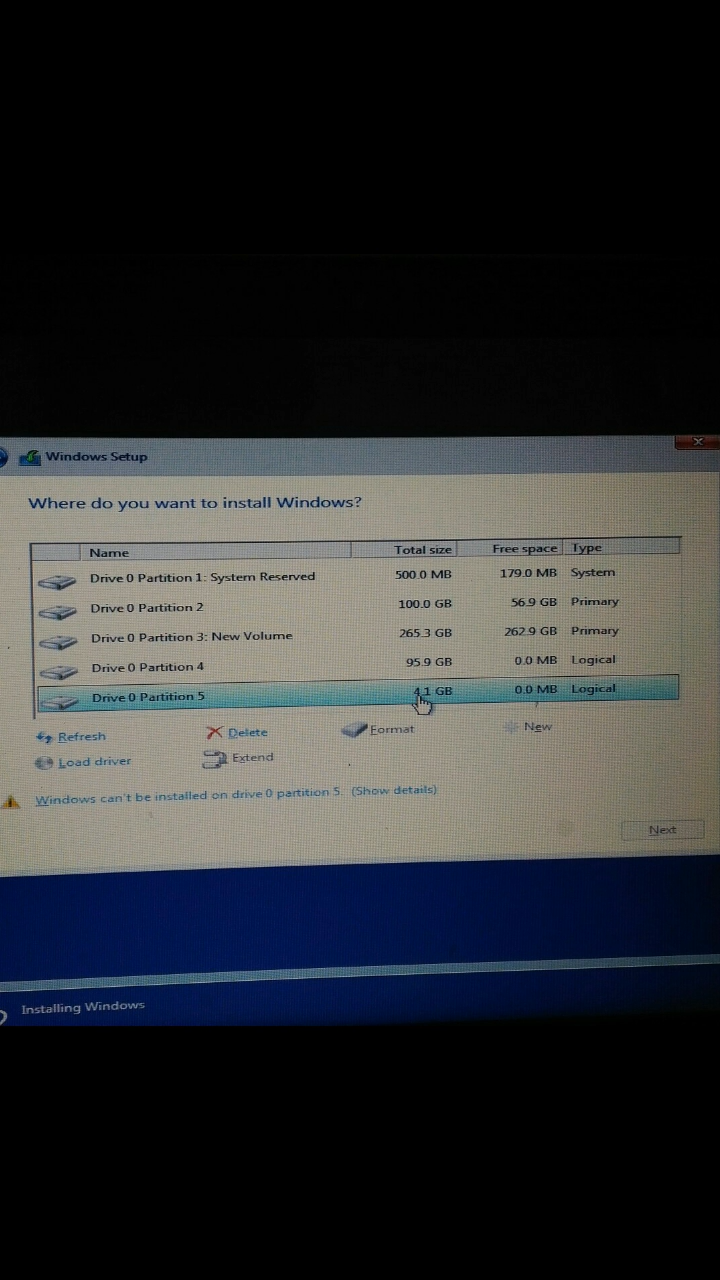 Windows Setup
Where do you want to install Windows?
Name Total size Free space Type
Drive 0 Partition 1: System Reserved 500.0 MB 179.0 MB System
Drive 0 Partition 2 100.0 GB 56.9 GB Primary
Drive 0 Partition 3: New Volume 265.3 GB 262.9 GB Primary
Drive 0 Partition 4 95.9 GB 0.0 MB Logical
Drive 0 Partition 5 4.1 GB 0.0 MB Logical
Refresh Delete Format New
Load driver Extend
Windows can't be installed on drive 0 partition 5. (Show details)
Next
Installing Windows